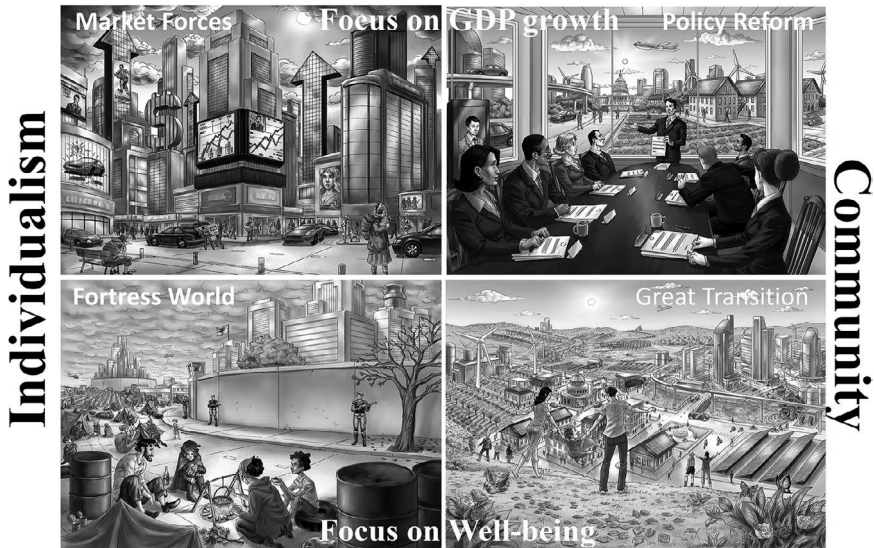 Market Forces
Focus on GDP growth
Policy Reform
Individualism
Community
Fortress World
Great Transition
Focus on Well-being